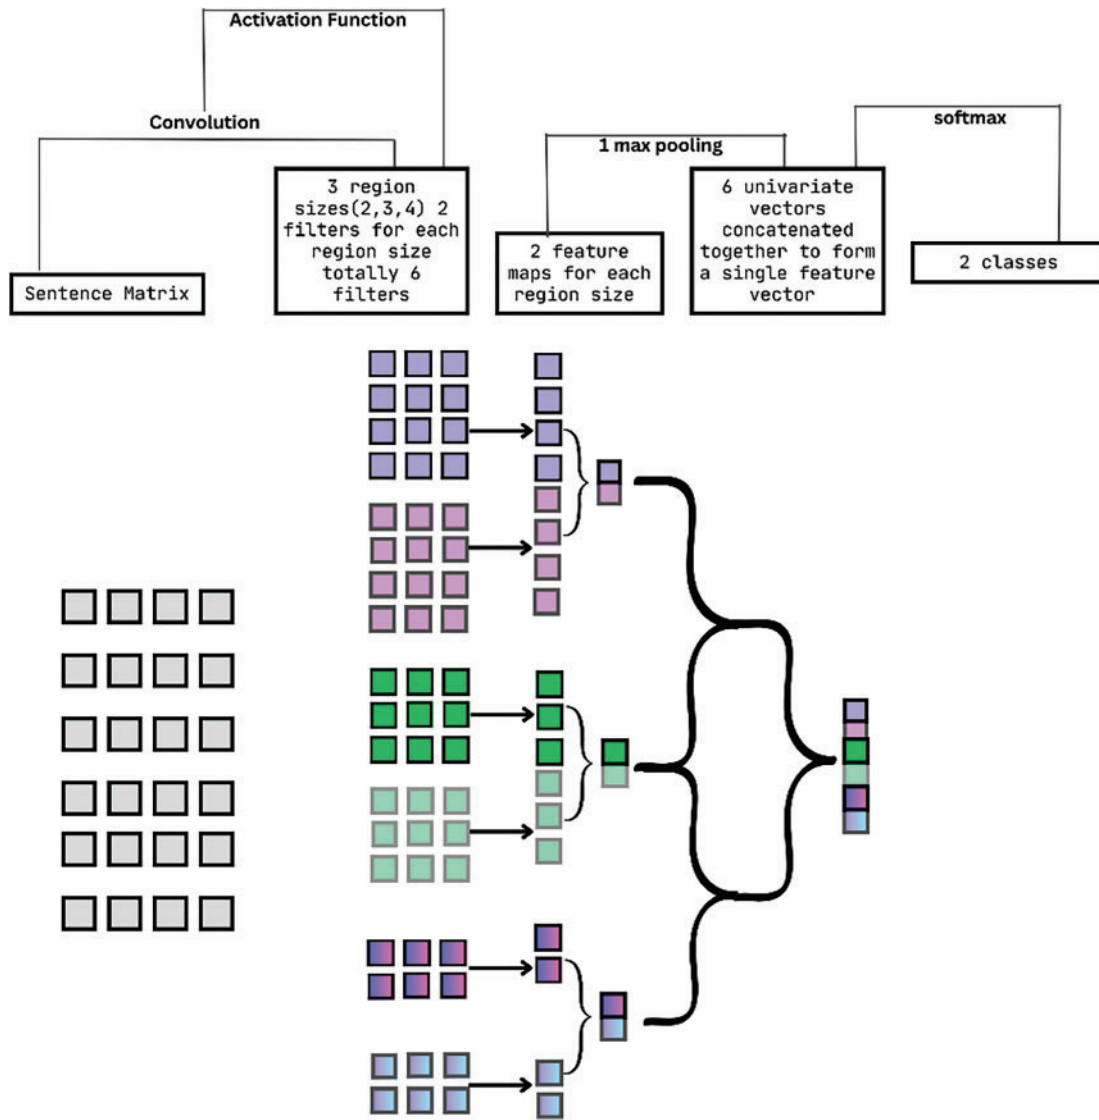 Activation Function
Convolution
softmax
1 max pooling
3 region
sizes(2,3,4) 2
filters for each
region size
totally 6
filters
6 univariate
vectors
concatenated
together to form
a single feature
vector
2 feature
maps for each
region size
2 classes
Sentence Matrix